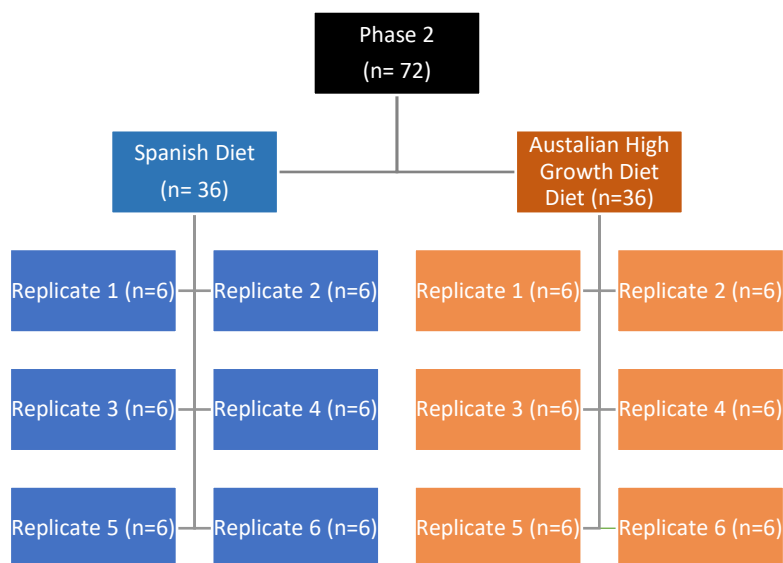 Phase 2
(n= 72)
Spanish Diet
(n= 36)
Austalian High
Growth Diet
Diet (n=36)
Replicate 1 (n=6)
Replicate 2 (n=6)
Replicate 1 (n=6)
Replicate 2 (n=6)
Replicate 3 (n=6)
Replicate 4 (n=6)
Replicate 3 (n=6)
Replicate 4 (n=6)
Replicate 5 (n=6)
Replicate 6 (n=6)
Replicate 5 (n=6)
Replicate 6 (n=6)